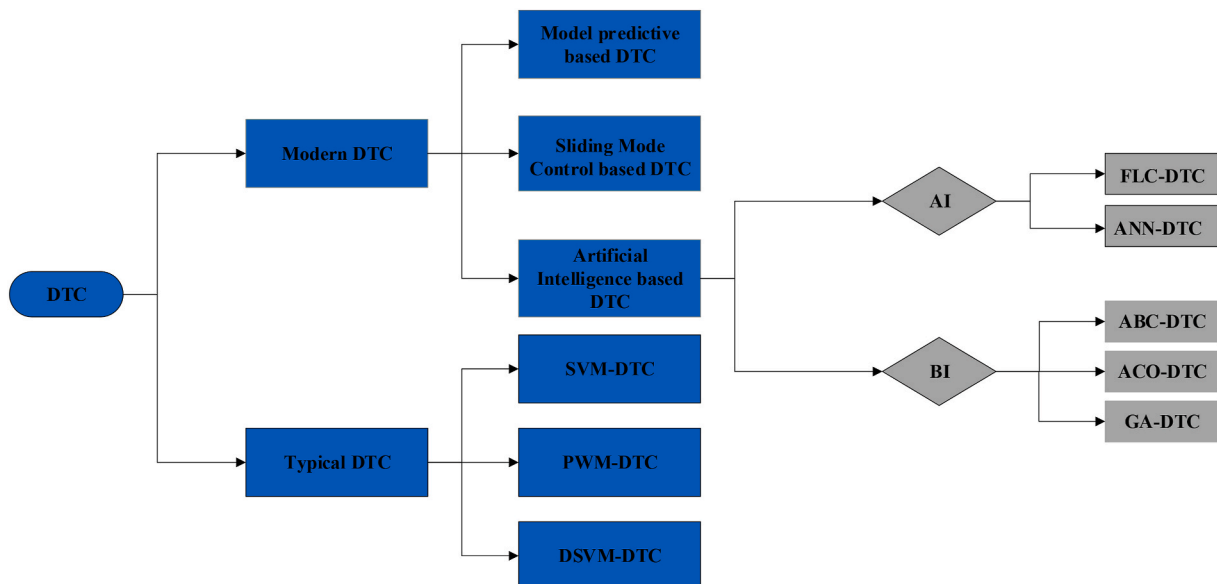 DTC
Modern DTC
Typical DTC
Model predictive
based DTC
Sliding Mode
Control based DTC
Artificial
Intelligence based
DTC
SVM-DTC
PWM-DTC
DSVM-DTC
AI
BI
FLC-DTC
ANN-DTC
ABC-DTC
ACO-DTC
GA-DTC